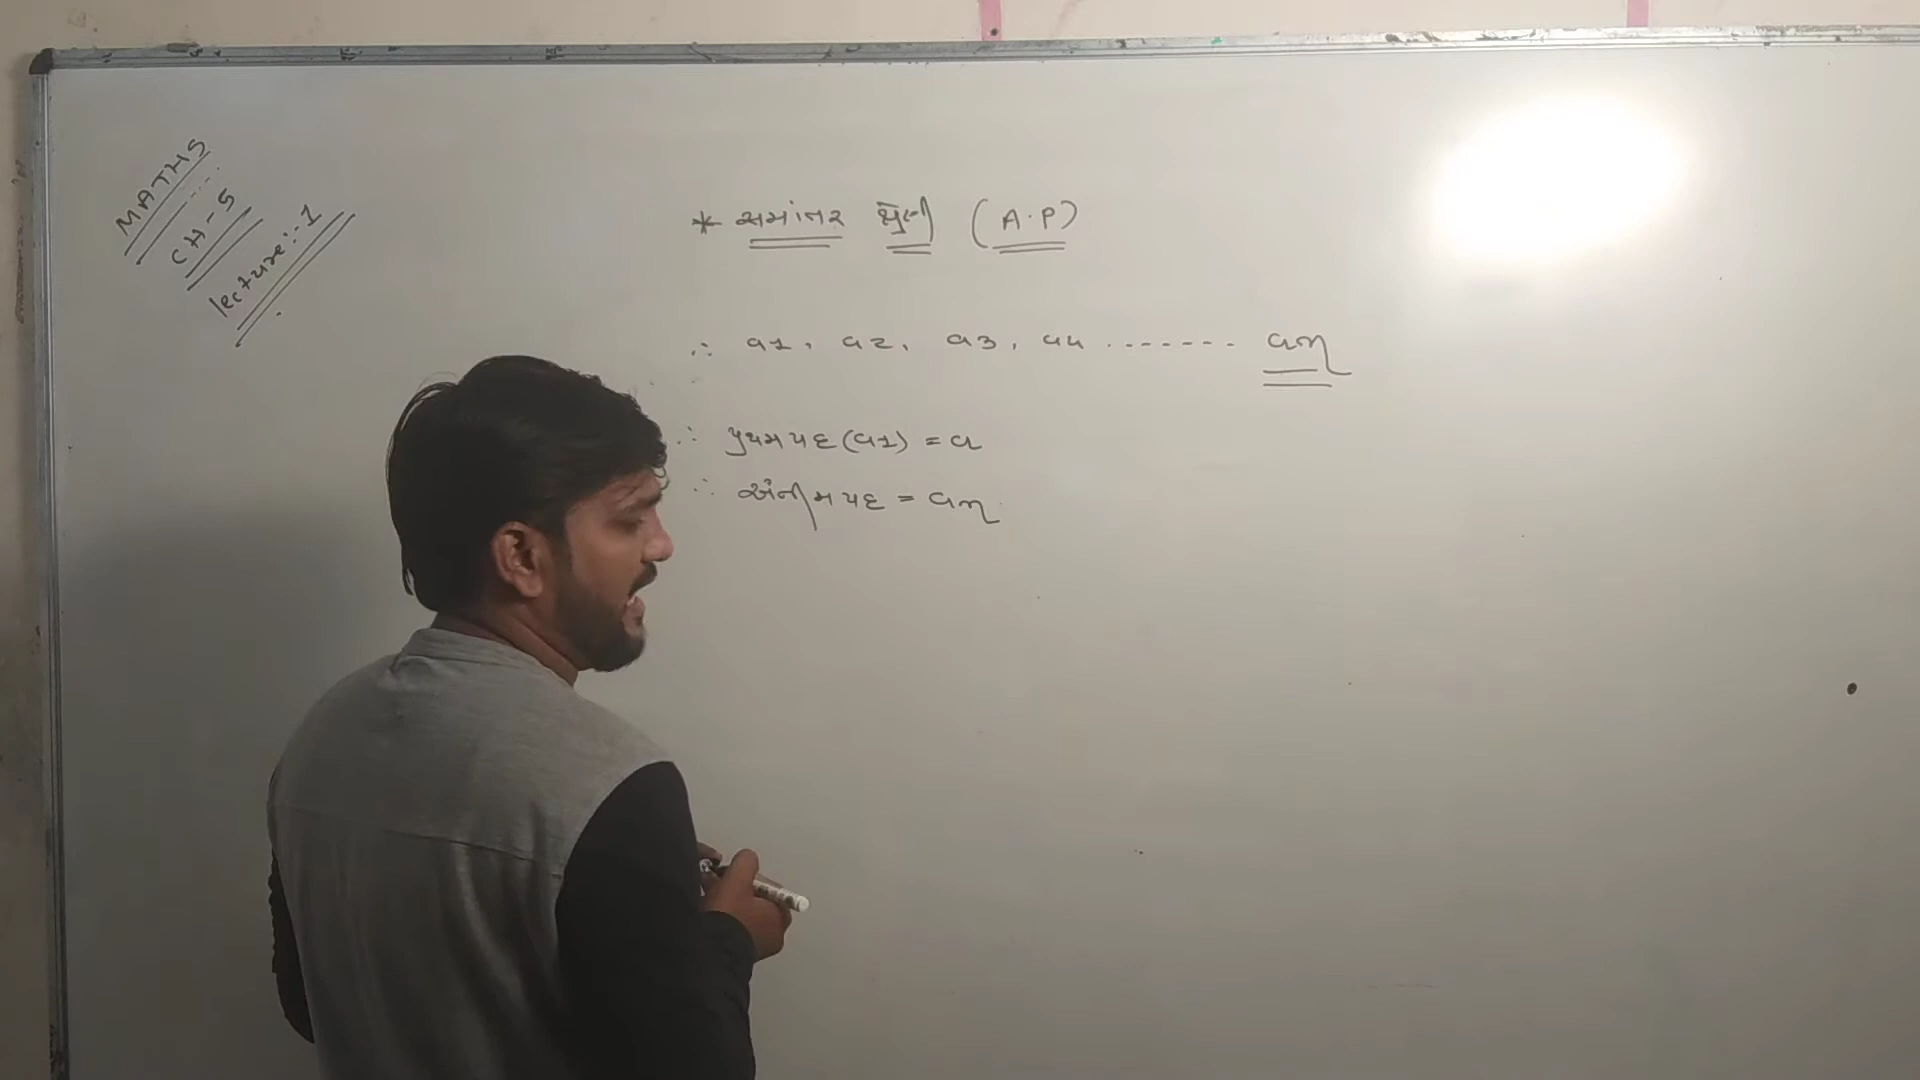 MATHS
CH-5
lecture:-1
* સમાંતર શ્રેણી (A.P)
∴ a1, a2, a3, a4 ....... an
∴ પ્રથમ પદ (a1) = a
∴ અંતીમ પદ = an